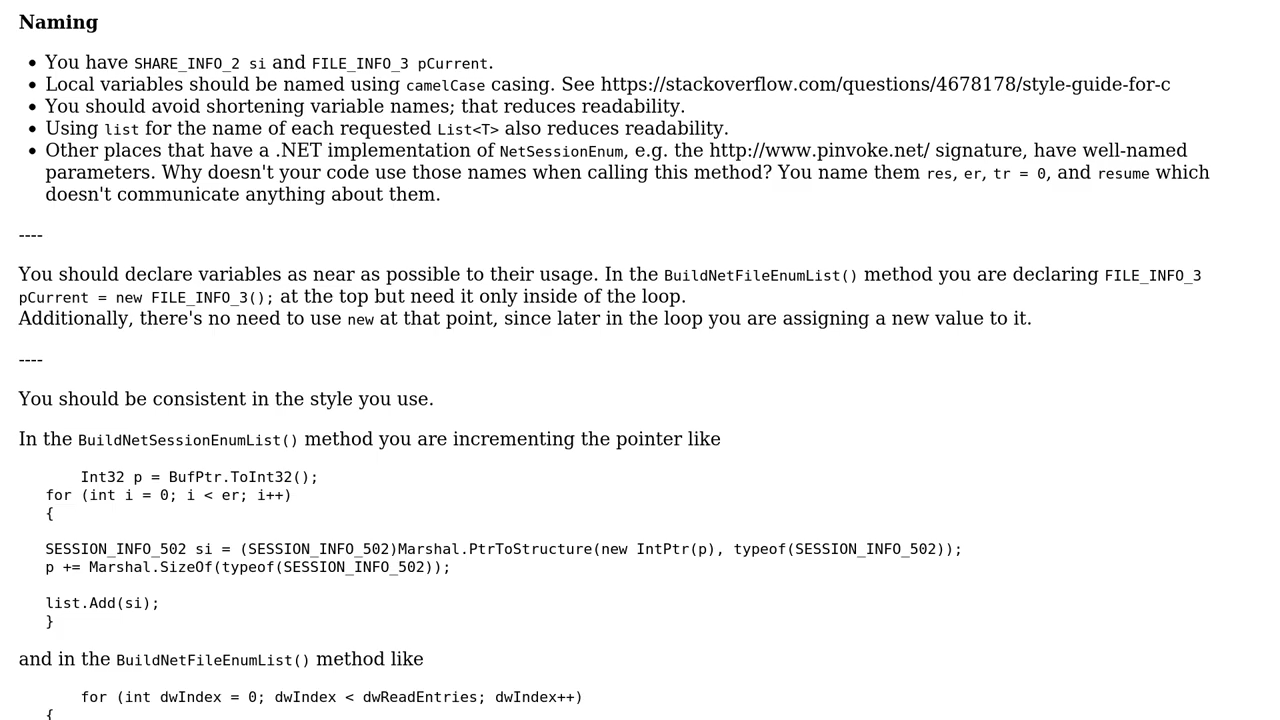 Naming
• You have SHARE_INFO_2 si and FILE_INFO_3 pCurrent.
• Local variables should be named using camelCase casing. See https://stackoverflow.com/questions/4678178/style-guide-for-c
• You should avoid shortening variable names; that reduces readability.
• Using list for the name of each requested List<T> also reduces readability.
• Other places that have a .NET implementation of NetSessionEnum, e.g. the http://www.pinvoke.net/ signature, have well-named
parameters. Why doesn't your code use those names when calling this method? You name them res, er, tr = 0, and resume which
doesn't communicate anything about them.
----
You should declare variables as near as possible to their usage. In the BuildNetFileEnumList() method you are declaring FILE_INFO_3
pCurrent = new FILE_INFO_3(); at the top but need it only inside of the loop.
Additionally, there's no need to use new at that point, since later in the loop you are assigning a new value to it.
----
You should be consistent in the style you use.
In the BuildNetSessionEnumList() method you are incrementing the pointer like
Int32 p = BufPtr.ToInt32();
for (int i = 0; i < er; i++)
{
SESSION_INFO_502 si = (SESSION_INFO_502)Marshal.PtrToStructure(new IntPtr(p), typeof(SESSION_INFO_502));
p += Marshal.SizeOf(typeof(SESSION_INFO_502));
list.Add(si);
}
and in the BuildNetFileEnumList() method like
for (int dwIndex = 0; dwIndex < dwReadEntries; dwIndex++)
{